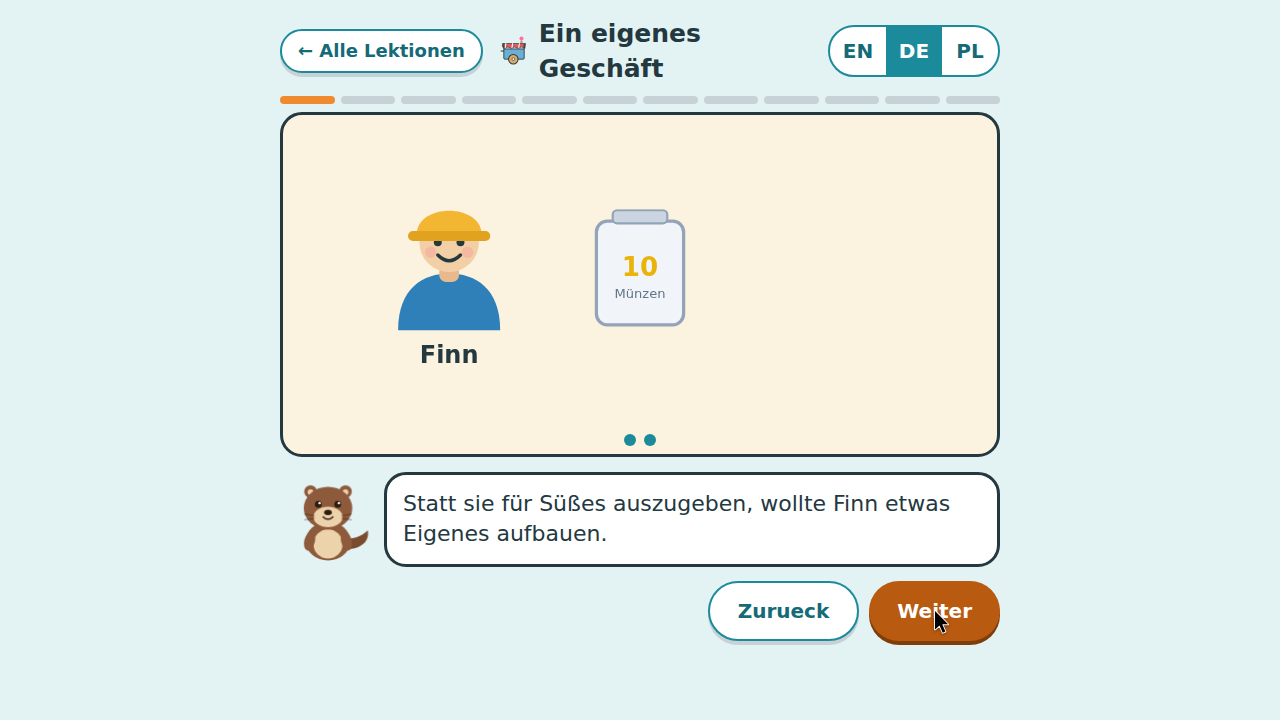 ← Alle Lektionen
Ein eigenes
Geschäft
EN DE PL
10
Münzen
Finn
Statt sie für Süßes auszugeben, wollte Finn etwas
Eigenes aufbauen.
Zurueck
Weiter